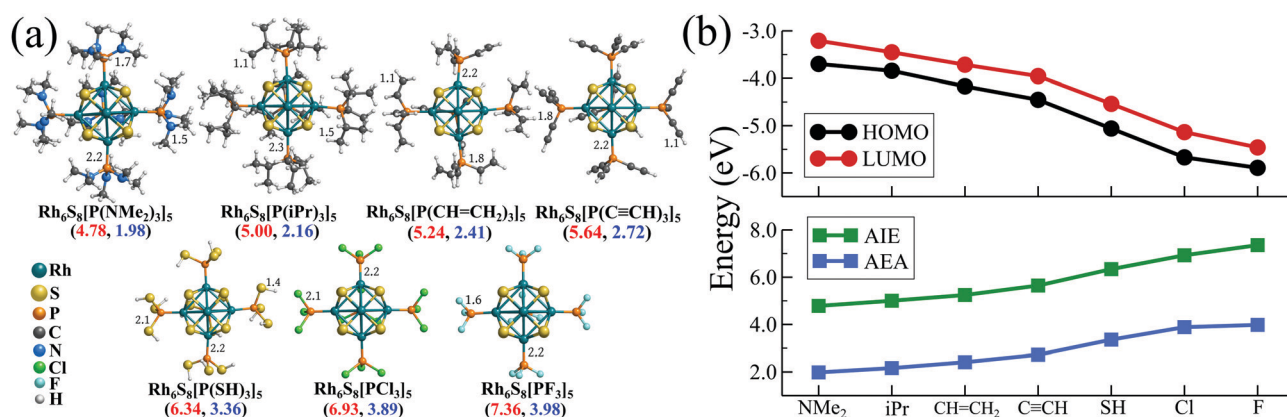 (a)
1.7
1.5
2.2
Rh₆S₈[P(NMe₂)₃]₅
(4.78, 1.98)
1.1
1.5
2.3
Rh₆S₈[P(iPr)₃]₅
(5.00, 2.16)
2.2
1.1
1.8
Rh₆S₈[P(CH=CH₂)₃]₅
(5.24, 2.41)
1.8
1.1
2.2
Rh₆S₈[P(C≡CH)₃]₅
(5.64, 2.72)
Rh
S
P
C
N
Cl
F
H
1.4
2.1
2.2
Rh₆S₈[P(SH)₃]₅
(6.34, 3.36)
2.2
2.1
Rh₆S₈[PCl₃]₅
(6.93, 3.89)
1.6
2.2
Rh₆S₈[PF₃]₅
(7.36, 3.98)
(b)
Energy (eV)
-3.0
-4.0
-5.0
-6.0
HOMO
LUMO
8.0
6.0
4.0
2.0
AIE
AEA
NMe₂ iPr CH=CH₂ C≡CH SH Cl F